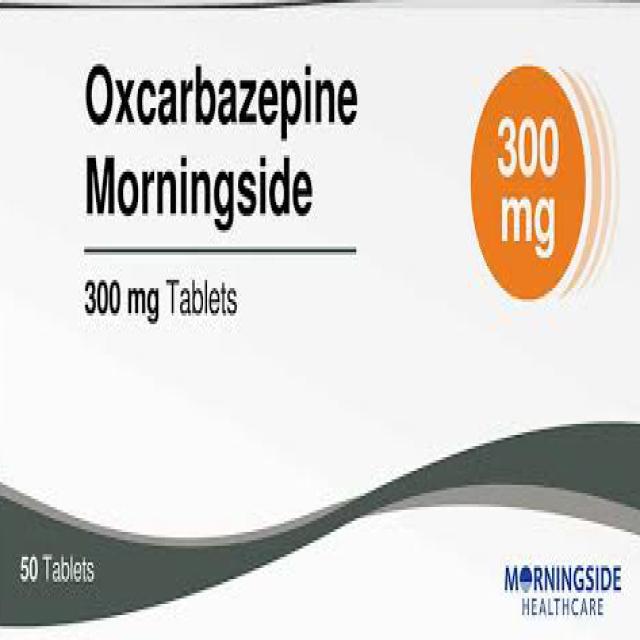 Oxcarbazepine
Morningside
300 mg Tablets
300
mg
50 Tablets
MORNINGSIDE
HEALTHCARE